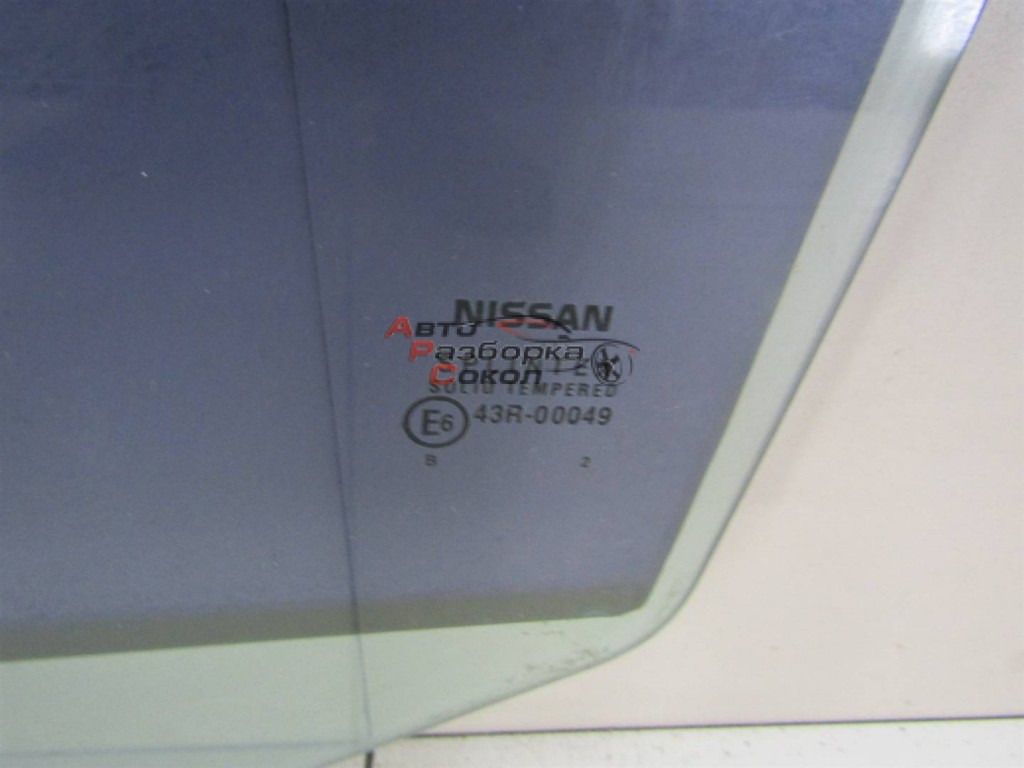 NISSAN
Авто
Разборка
Сокол
SOLID TEMPERED
E6 43R-00049
B 2